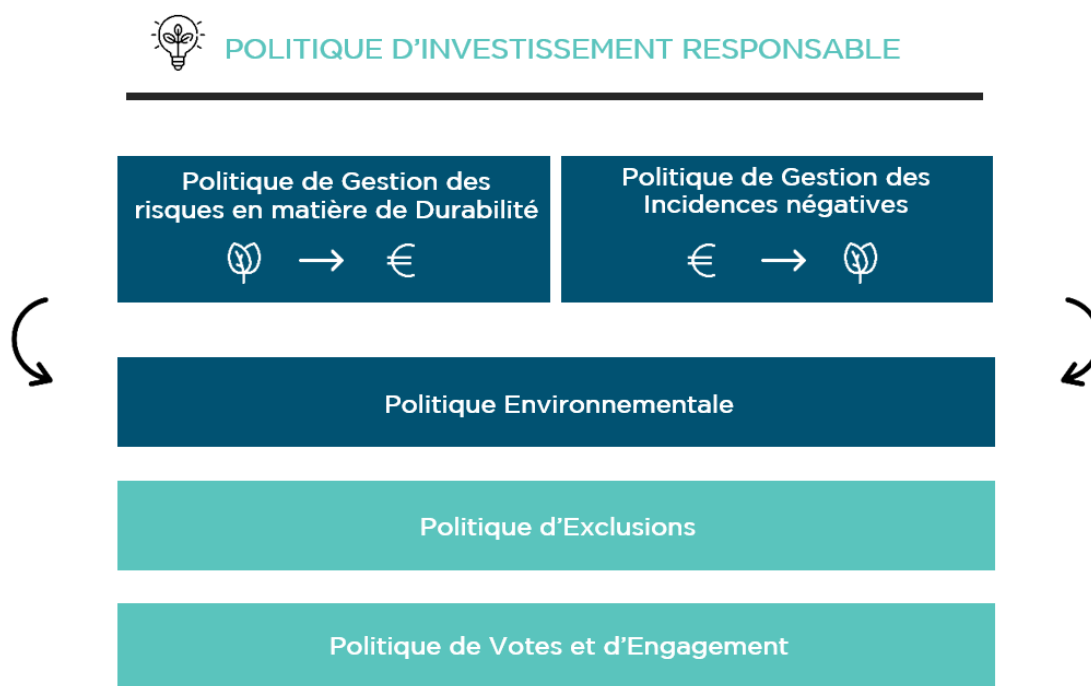 POLITIQUE D’INVESTISSEMENT RESPONSABLE
Politique de Gestion des
risques en matière de Durabilité
€
Politique de Gestion des
Incidences négatives
€
Politique Environnementale
Politique d’Exclusions
Politique de Votes et d’Engagement